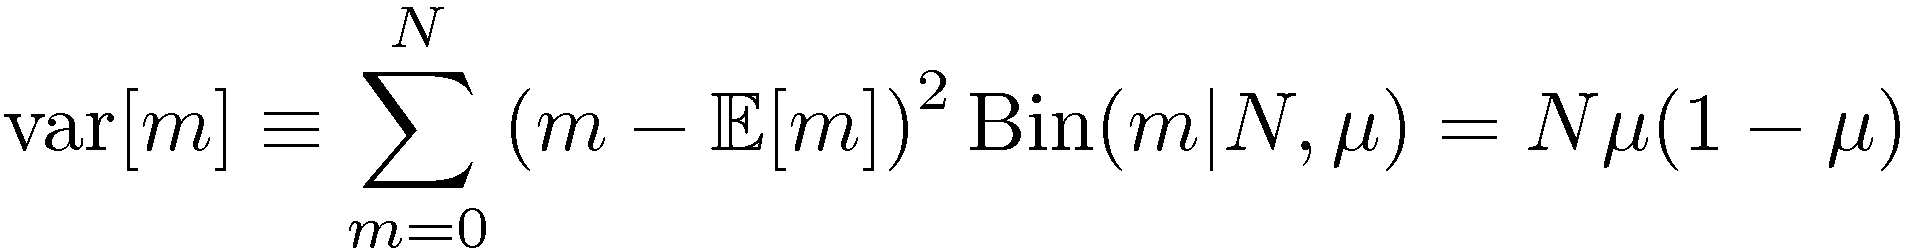 var[m] ≡ ∑_{m=0}^{N} (m − 𝔼[m])² Bin(m|N, μ) = Nμ(1 − μ)